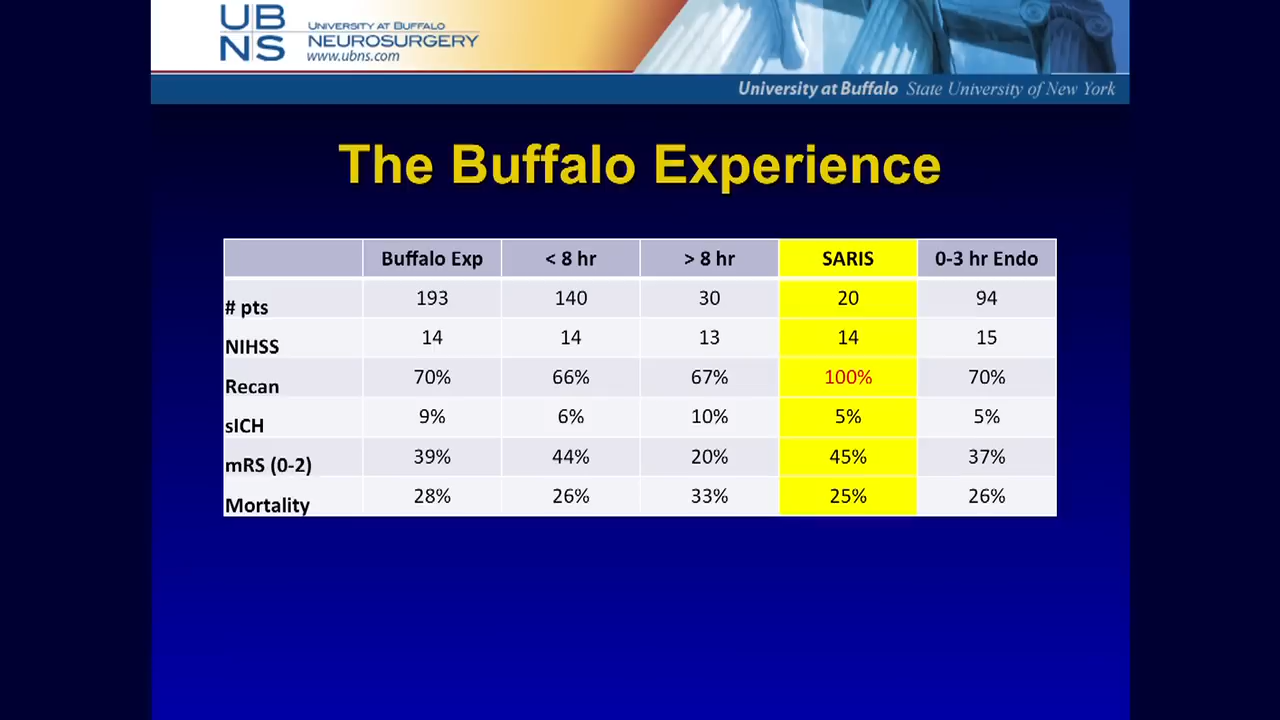 UB
NS
UNIVERSITY AT BUFFALO
NEUROSURGERY
www.ubns.com
University at Buffalo State University of New York
The Buffalo Experience
Buffalo Exp < 8 hr > 8 hr SARIS 0-3 hr Endo
# pts 193 140 30 20 94
NIHSS 14 14 13 14 15
Recan 70% 66% 67% 100% 70%
sICH 9% 6% 10% 5% 5%
mRS (0-2) 39% 44% 20% 45% 37%
Mortality 28% 26% 33% 25% 26%